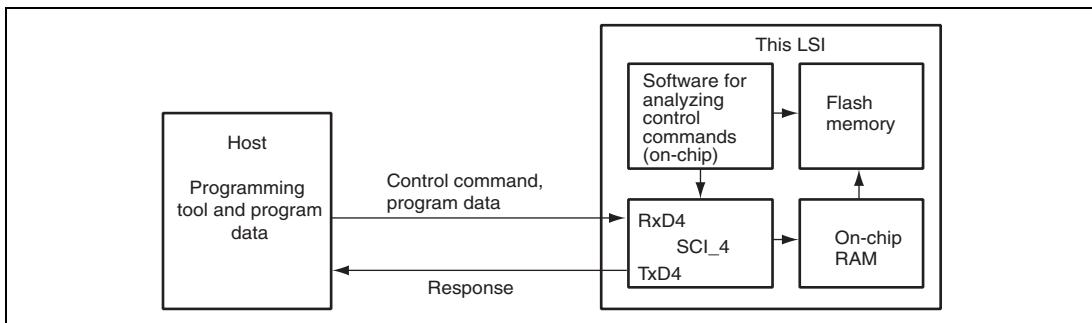 This LSI
Software for
analyzing
control
commands
(on-chip)
Flash
memory
Host
Programming
tool and program
data
Control command,
program data
RxD4
SCI_4
TxD4
On-chip
RAM
Response